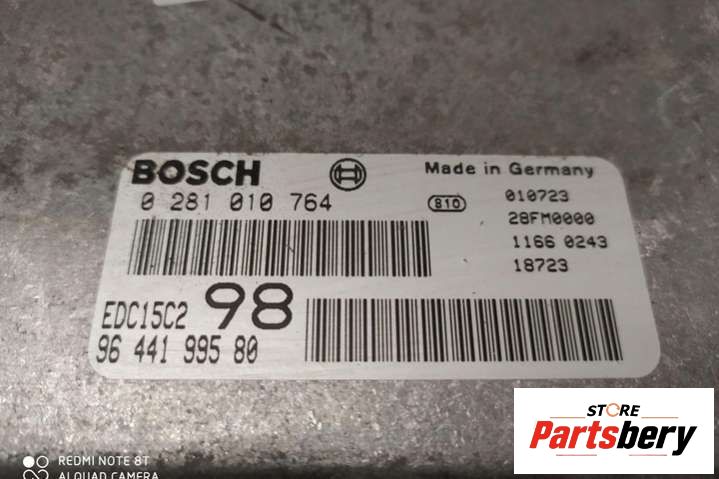 BOSCH
Made in Germany
0 281 010 764
810
010723
28FM0000
1166 0243
18723
EDC15C2
98
96 441 995 80
STORE
Partsbery
REDMI NOTE 8T
AI QUAD CAMERA